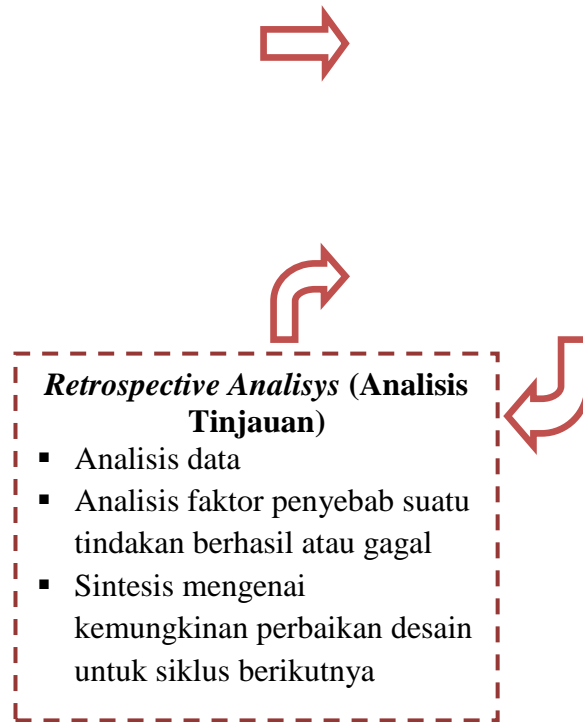 Retrospective Analisys (Analisis
Tinjauan)
▪ Analisis data
▪ Analisis faktor penyebab suatu
tindakan berhasil atau gagal
▪ Sintesis mengenai
kemungkinan perbaikan desain
untuk siklus berikutnya